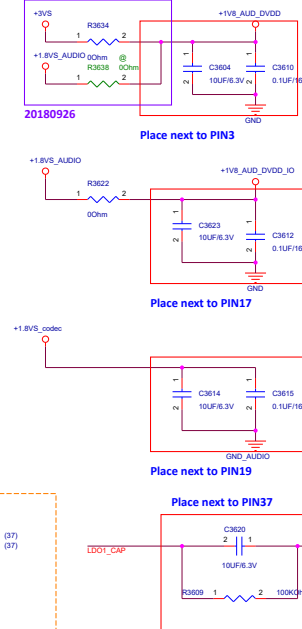 +3VS
+1V8_AUD_DVDD
R3634
1 2
+1.8VS_AUDIO 0Ohm @
R3638 0Ohm
1 2
1 1
C3604 C3610
10UF/6.3V 0.1UF/16
2 2
20180926
GND
Place next to PIN3
+1.8VS_AUDIO
+1V8_AUD_DVDD_IO
R3622
1 2
0Ohm
1 1
C3623 C3612
10UF/6.3V 0.1UF/16
2 2
GND
Place next to PIN17
+1.8VS_codec
1 1
C3614 C3615
10UF/6.3V 0.1UF/16
2 2
GND_AUDIO
Place next to PIN19
Place next to PIN37
C3620
(37)
2 1
(37)
LDO1_CAP
10UF/6.3V
R3609 1 2 100KOh